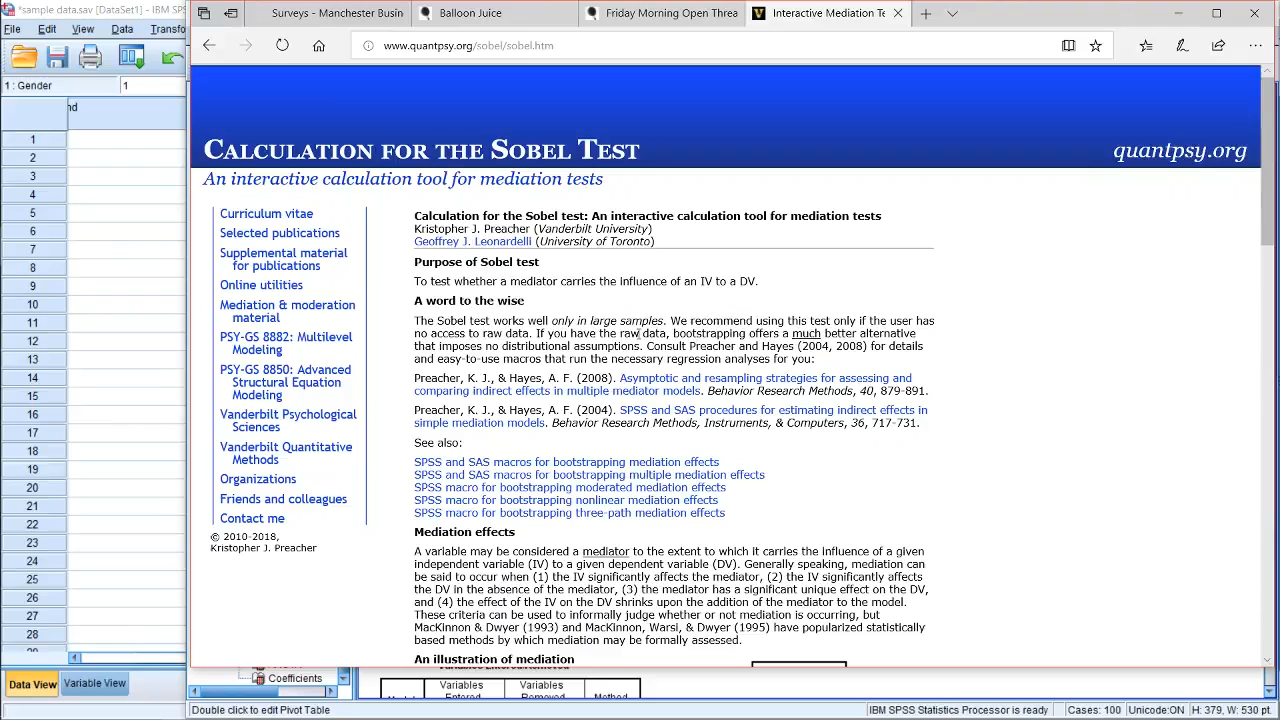 *sample data.sav [DataSet1] - IBM SPSS
File Edit View Data Transfo
1 : Gender 1
nd
1
2
3
4
5
6
7
8
9
10
11
12
13
14
15
16
17
18
19
20
21
22
23
24
25
26
27
28
Data View Variable View
Surveys - Manchester Busin
Balloon Juice
Friday Morning Open Threa
Interactive Mediation Te
www.quantpsy.org/sobel/sobel.htm
CALCULATION FOR THE SOBEL TEST
quantpsy.org
An interactive calculation tool for mediation tests
Curriculum vitae
Selected publications
Supplemental material
for publications
Online utilities
Mediation & moderation
material
PSY-GS 8882: Multilevel
Modeling
PSY-GS 8850: Advanced
Structural Equation
Modeling
Vanderbilt Psychological
Sciences
Vanderbilt Quantitative
Methods
Organizations
Friends and colleagues
Contact me
© 2010-2018,
Kristopher J. Preacher
Calculation for the Sobel test: An interactive calculation tool for mediation tests
Kristopher J. Preacher (Vanderbilt University)
Geoffrey J. Leonardelli (University of Toronto)
Purpose of Sobel test
To test whether a mediator carries the influence of an IV to a DV.
A word to the wise
The Sobel test works well only in large samples. We recommend using this test only if the user has
no access to raw data. If you have the raw data, bootstrapping offers a much better alternative
that imposes no distributional assumptions. Consult Preacher and Hayes (2004, 2008) for details
and easy-to-use macros that run the necessary regression analyses for you:
Preacher, K. J., & Hayes, A. F. (2008). Asymptotic and resampling strategies for assessing and
comparing indirect effects in multiple mediator models. Behavior Research Methods, 40, 879-891.
Preacher, K. J., & Hayes, A. F. (2004). SPSS and SAS procedures for estimating indirect effects in
simple mediation models. Behavior Research Methods, Instruments, & Computers, 36, 717-731.
See also:
SPSS and SAS macros for bootstrapping mediation effects
SPSS and SAS macros for bootstrapping multiple mediation effects
SPSS macro for bootstrapping moderated mediation effects
SPSS macro for bootstrapping nonlinear mediation effects
SPSS macro for bootstrapping three-path mediation effects
Mediation effects
A variable may be considered a mediator to the extent to which it carries the influence of a given
independent variable (IV) to a given dependent variable (DV). Generally speaking, mediation can
be said to occur when (1) the IV significantly affects the mediator, (2) the IV significantly affects
the DV in the absence of the mediator, (3) the mediator has a significant unique effect on the DV,
and (4) the effect of the IV on the DV shrinks upon the addition of the mediator to the model.
These criteria can be used to informally judge whether or not mediation is occurring, but
MacKinnon & Dwyer (1993) and MacKinnon, Warsi, & Dwyer (1995) have popularized statistically
based methods by which mediation may be formally assessed.
An illustration of mediation
Coefficients
Variables Variables
Entered Removed Method
Double click to edit Pivot Table
IBM SPSS Statistics Processor is ready Cases: 100 Unicode:ON H: 379, W: 530 pt.